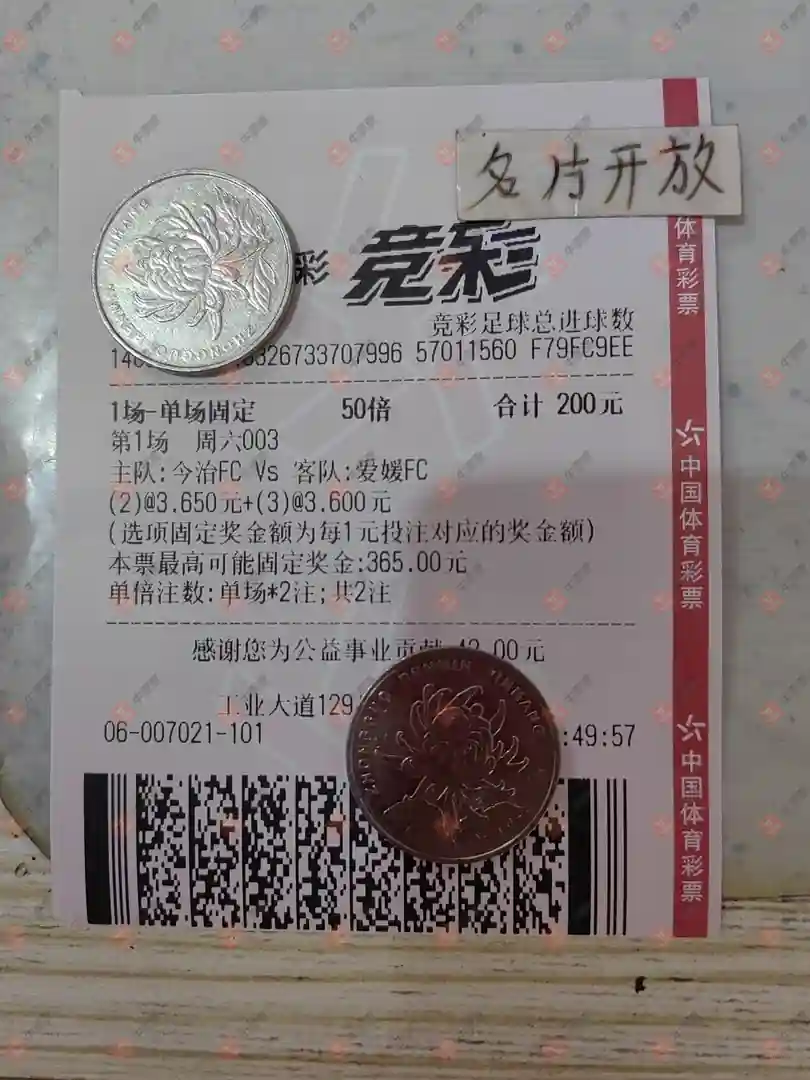 名片开放
彩 竞彩
竞彩足球总进球数
326733707996 57011560 F79FC9EE
1场-单场固定 50倍 合计 200元
第1场 周六003
主队:今治FC Vs 客队:爱媛FC
(2)@3.650元+(3)@3.600元
(选项固定奖金额为每1元投注对应的奖金额)
本票最高可能固定奖金:365.00元
单倍注数:单场*2注;共2注
感谢您为公益事业贡献 42.00元
工业大道129
06-007021-101 :49:57
体育彩票
中国体育彩票
中国体育彩票